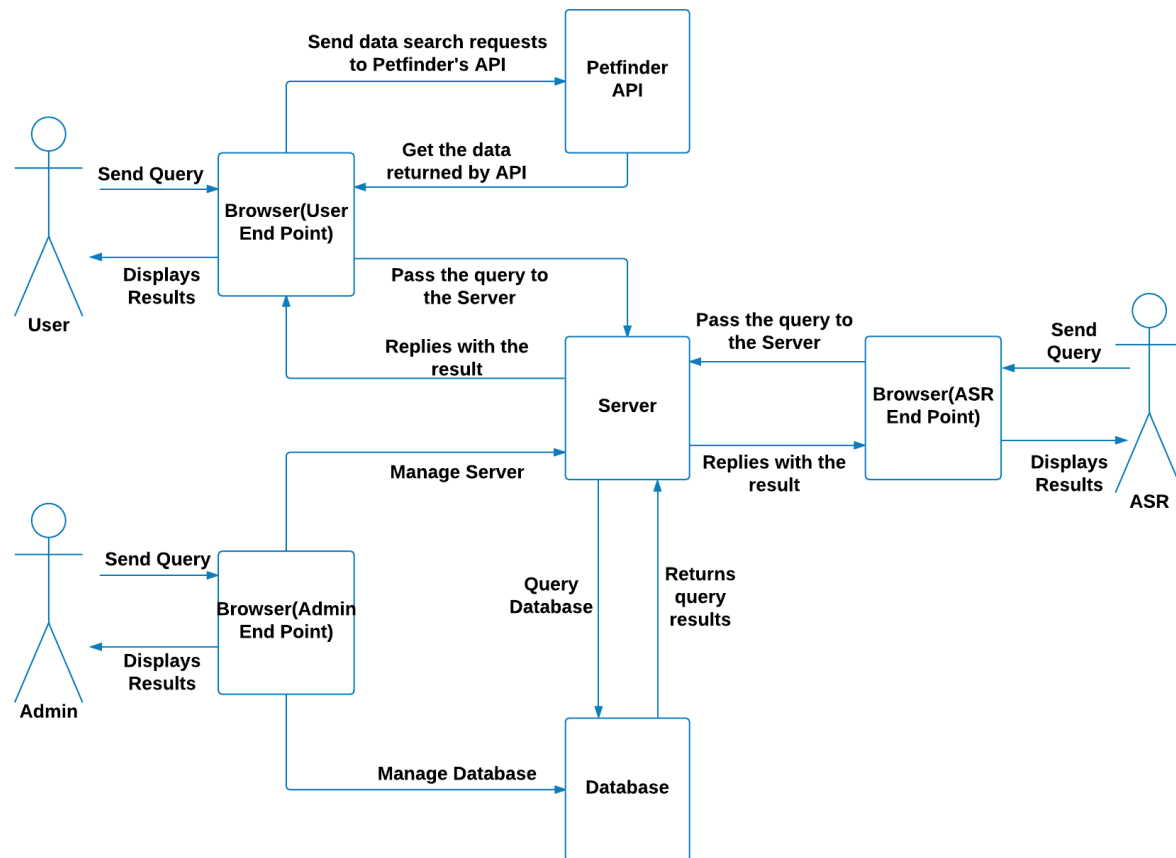 Send data search requests
to Petfinder's API
Petfinder
API
Get the data
returned by API
Send Query
Browser(User
End Point)
Displays
Results
User
Pass the query to
the Server
Replies with the
result
Pass the query to
the Server
Send
Query
Server
Browser(ASR
End Point)
Manage Server
Replies with the
result
Displays
Results
ASR
Send Query
Browser(Admin
End Point)
Displays
Results
Admin
Query
Database
Returns
query
results
Manage Database
Database